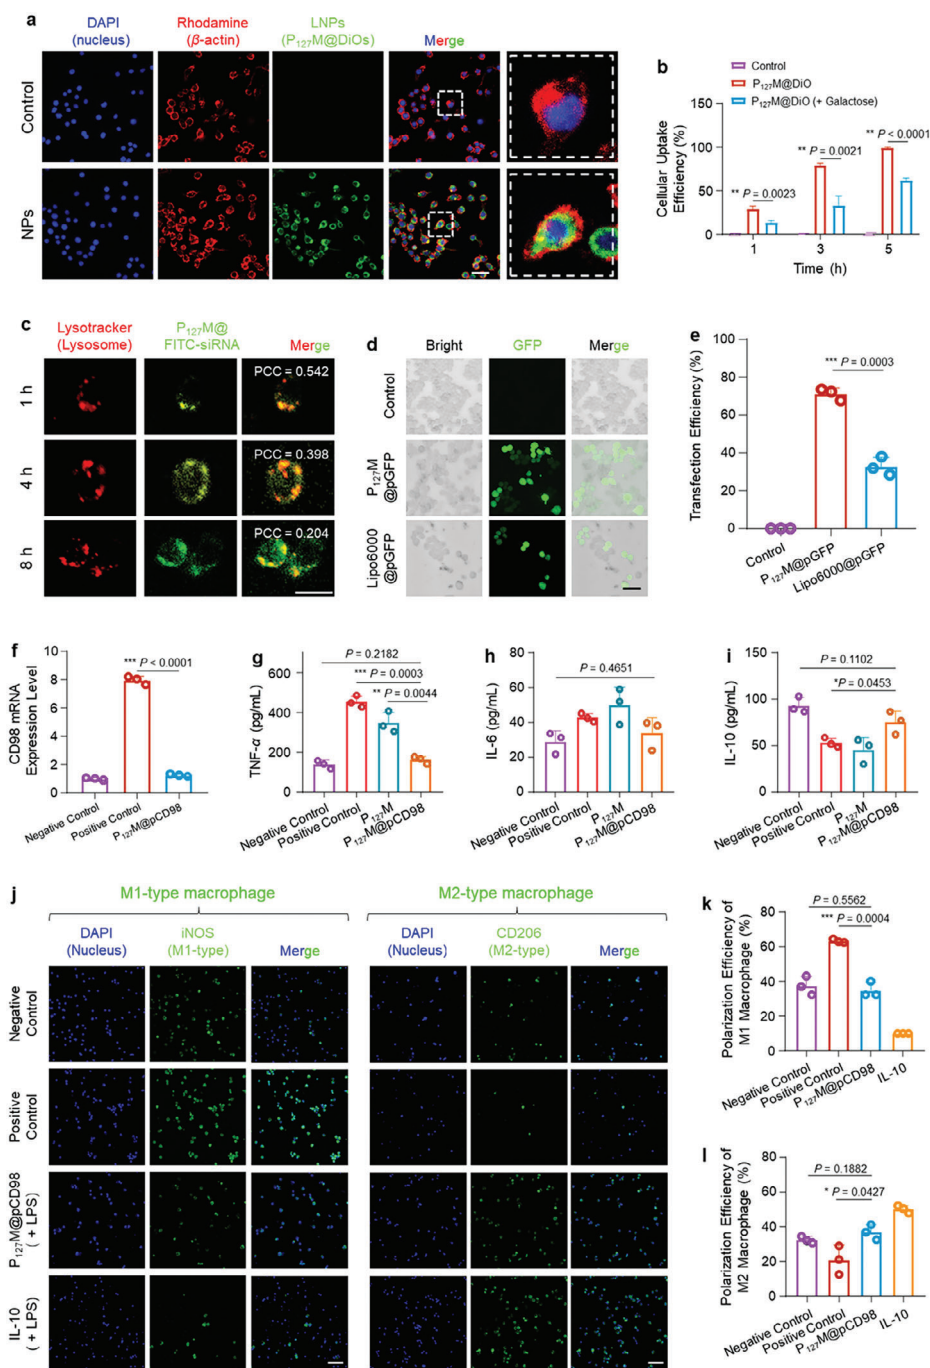 a
DAPI
(nucleus)
Rhodamine
(β-actin)
LNPs
(P₁₂₇M@DiOs)
Merge
Control
NPs
b
Control
P₁₂₇M@DiO
P₁₂₇M@DiO (+ Galactose)
Cellular Uptake
Efficiency (%)
100
50
0
** P = 0.0023
** P = 0.0021
** P < 0.0001
1
3
5
Time (h)
c
Lysotracker
(Lysosome)
P₁₂₇M@
FITC-siRNA
Merge
1 h
PCC = 0.542
4 h
PCC = 0.398
8 h
PCC = 0.204
d
Bright
GFP
Merge
Control
P₁₂₇M
@pGFP
Lipo6000
@pGFP
e
Transfection Efficiency (%)
80
60
40
20
0
*** P = 0.0003
Control
P₁₂₇M@pGFP
Lipo6000@pGFP
f
CD98 mRNA
Expression Level
10
8
6
4
2
0
*** P < 0.0001
Negative Control
Positive Control
P₁₂₇M@pCD98
g
TNF-α (pg/mL)
600
400
200
0
P = 0.2182
*** P = 0.0003
** P = 0.0044
Negative Control
Positive Control
P₁₂₇M
P₁₂₇M@pCD98
h
IL-6 (pg/mL)
80
60
40
20
0
P = 0.4651
Negative Control
Positive Control
P₁₂₇M
P₁₂₇M@pCD98
i
IL-10 (pg/mL)
150
100
50
0
P = 0.1102
*P = 0.0453
Negative Control
Positive Control
P₁₂₇M
P₁₂₇M@pCD98
j
M1-type macrophage
M2-type macrophage
DAPI
(Nucleus)
iNOS
(M1-type)
Merge
DAPI
(Nucleus)
CD206
(M2-type)
Merge
Negative
Control
Positive
Control
P₁₂₇M@pCD98
( + LPS)
IL-10
( + LPS)
k
Polarization Efficiency of
M1 Macrophage (%)
80
60
40
20
0
P = 0.5562
*** P = 0.0004
Negative Control
Positive Control
P₁₂₇M@pCD98
IL-10
l
Polarization Efficiency of
M2 Macrophage (%)
80
60
40
20
0
P = 0.1882
* P = 0.0427
Negative Control
Positive Control
P₁₂₇M@pCD98
IL-10